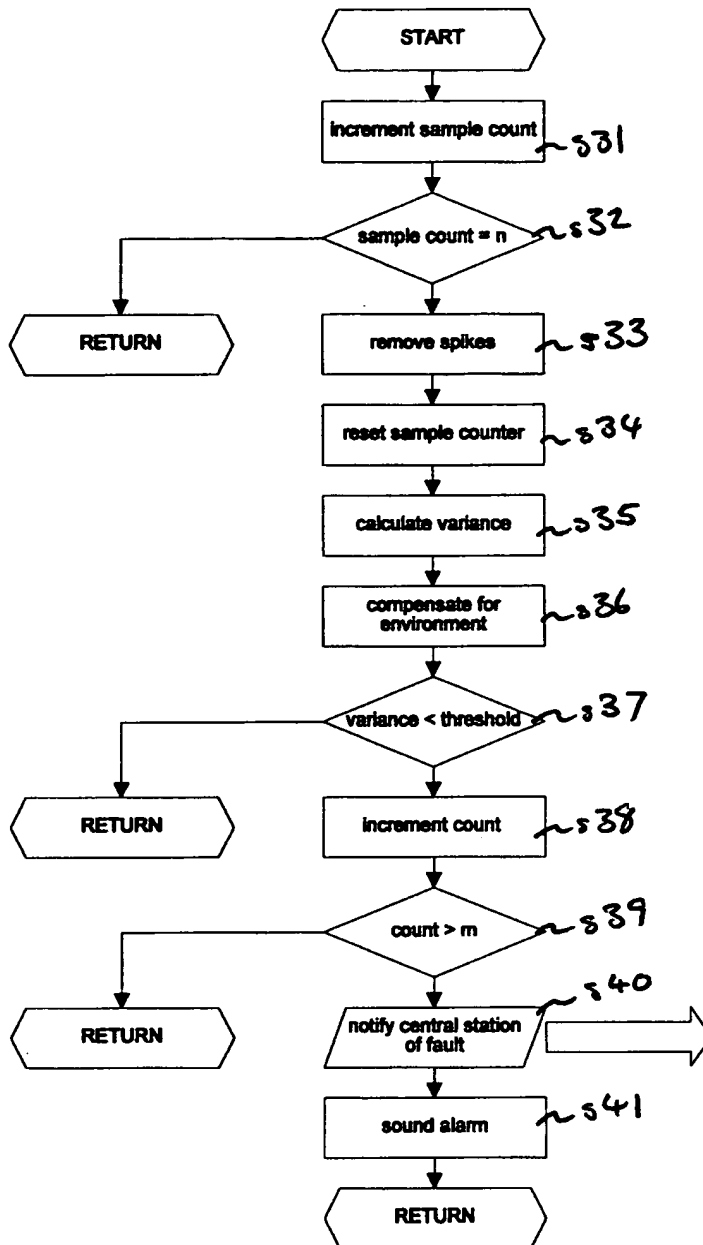 START
increment sample count
s31
sample count = n
s32
RETURN
remove spikes
s33
reset sample counter
s34
calculate variance
s35
compensate for
environment
s36
variance < threshold
s37
RETURN
increment count
s38
count > m
s39
RETURN
notify central station
of fault
s40
sound alarm
s41
RETURN